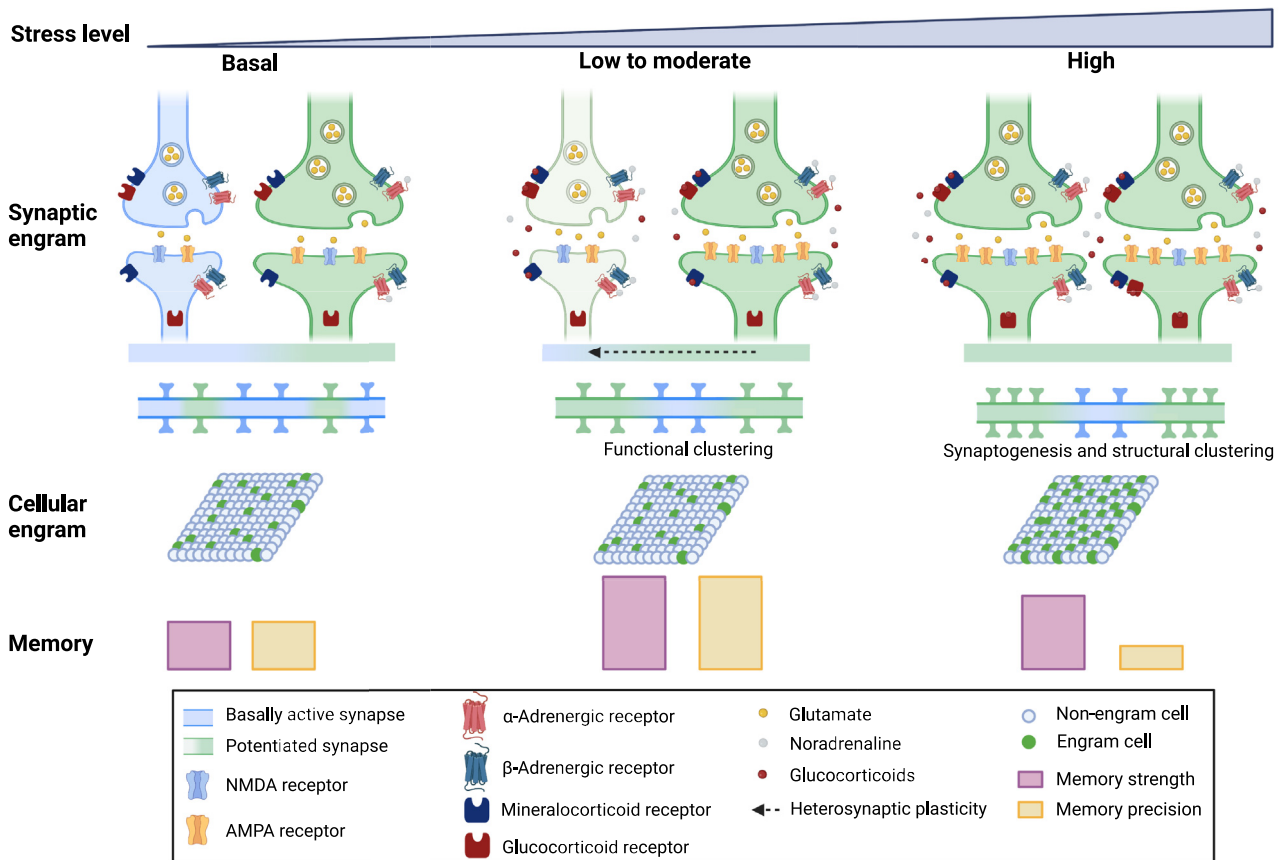 Stress level
Basal
Low to moderate
High
Synaptic
engram
Functional clustering
Synaptogenesis and structural clustering
Cellular
engram
Memory
Basally active synapse
Potentiated synapse
NMDA receptor
AMPA receptor
α-Adrenergic receptor
β-Adrenergic receptor
Mineralocorticoid receptor
Glucocorticoid receptor
Glutamate
Noradrenaline
Glucocorticoids
Heterosynaptic plasticity
Non-engram cell
Engram cell
Memory strength
Memory precision